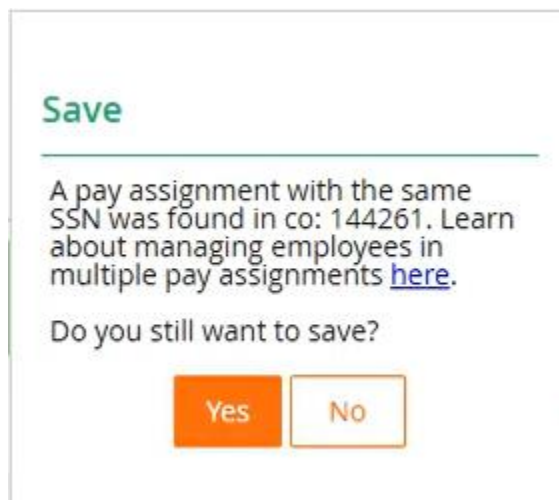 Save
A pay assignment with the same
SSN was found in co: 144261. Learn
about managing employees in
multiple pay assignments here.
Do you still want to save?
Yes
No